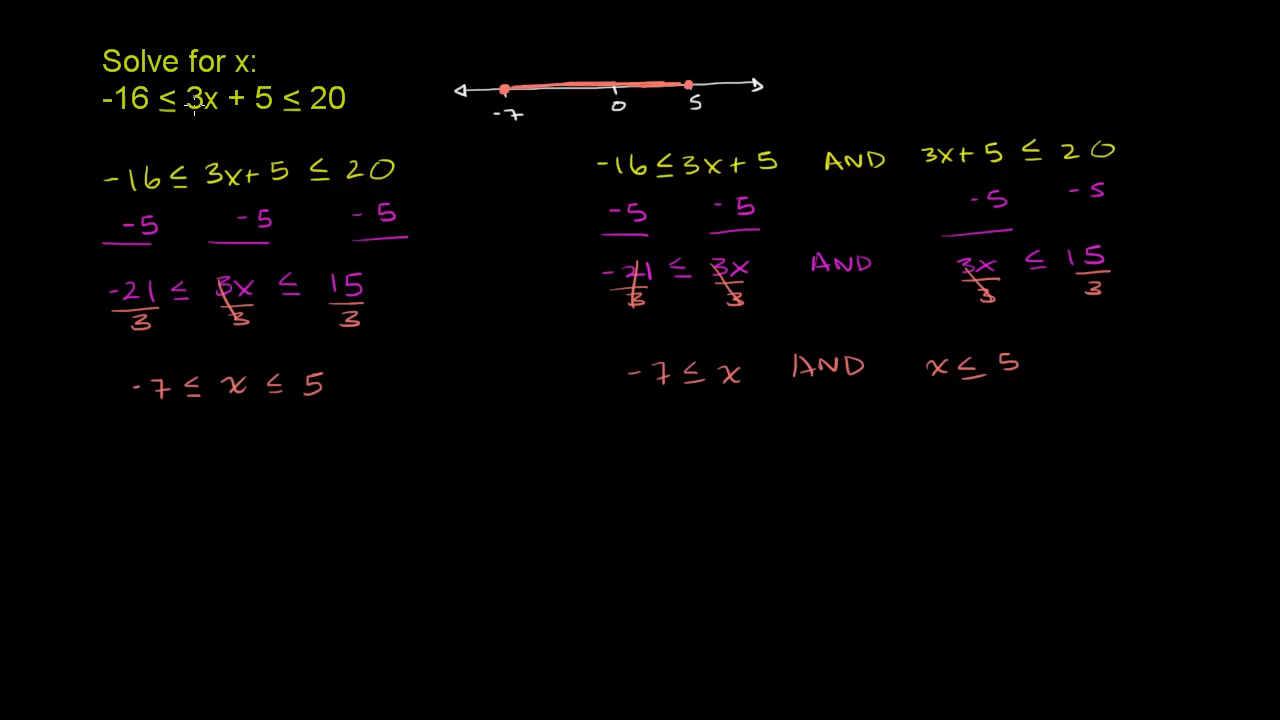 Solve for x:
-16 ≤ 3x + 5 ≤ 20
-7 0 5
-16 ≤ 3x + 5 ≤ 20
-5 -5 -5
-21 ≤ 3x ≤ 15
3 3 3
-7 ≤ x ≤ 5
-16 ≤ 3x + 5 AND 3x + 5 ≤ 20
-5 -5 -5 -5
-21 ≤ 3x AND 3x ≤ 15
3 3 3 3
-7 ≤ x AND x ≤ 5